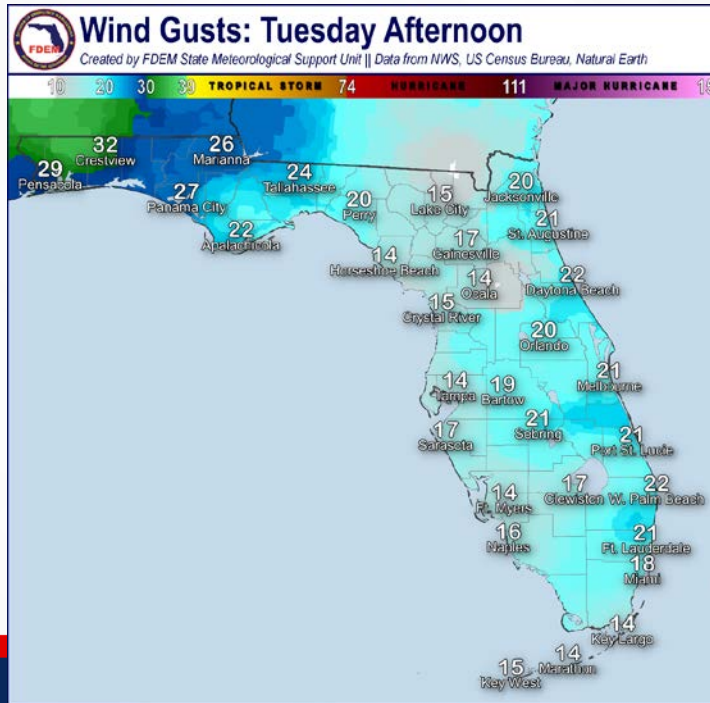 FDEM
Wind Gusts: Tuesday Afternoon
Created by FDEM State Meteorological Support Unit || Data from NWS, US Census Bureau, Natural Earth
10 20 30 39 TROPICAL STORM 74 HURRICANE 111 MAJOR HURRICANE
32
Crestview
26
Marianna
29
Pensacola
24
Tallahassee
27
Panama City
20
Perry
15
Lake City
20
Jacksonville
22
Apalachicola
21
St. Augustine
17
Gainesville
14
Horseshoe Beach
14
Ocala
22
Daytona Beach
15
Crystal River
20
Orlando
21
Melbourne
14
Tampa
19
Bartow
17
Sarasota
21
Sebring
21
Port St. Lucie
14
Ft. Myers
17
Clewiston
22
W. Palm Beach
16
Naples
21
Ft. Lauderdale
18
Miami
14
Key Largo
14
Marathon
15
Key West